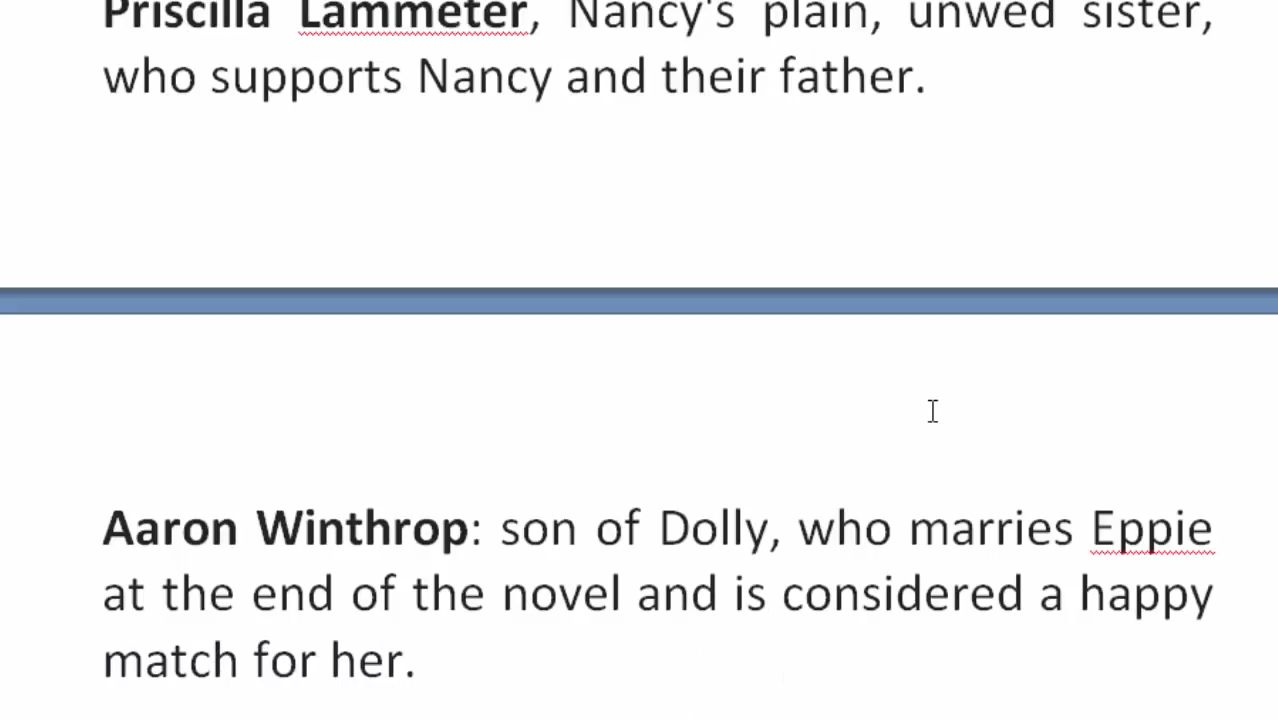 Priscilla Lammeter, Nancy's plain, unwed sister,
who supports Nancy and their father.
Aaron Winthrop: son of Dolly, who marries Eppie
at the end of the novel and is considered a happy
match for her.